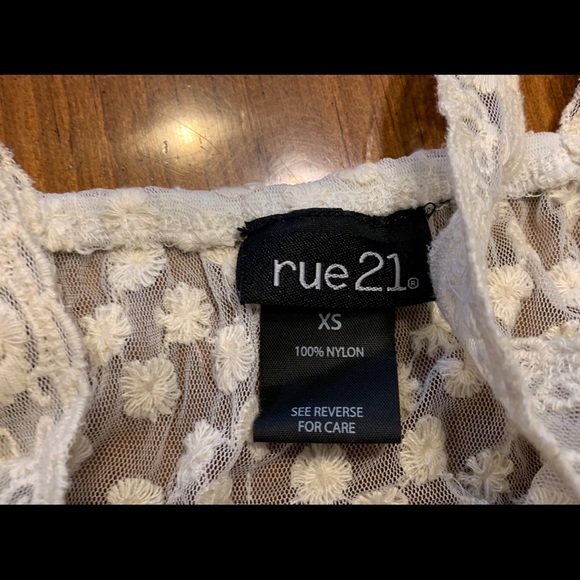 rue21®
XS
100% NYLON
SEE REVERSE
FOR CARE